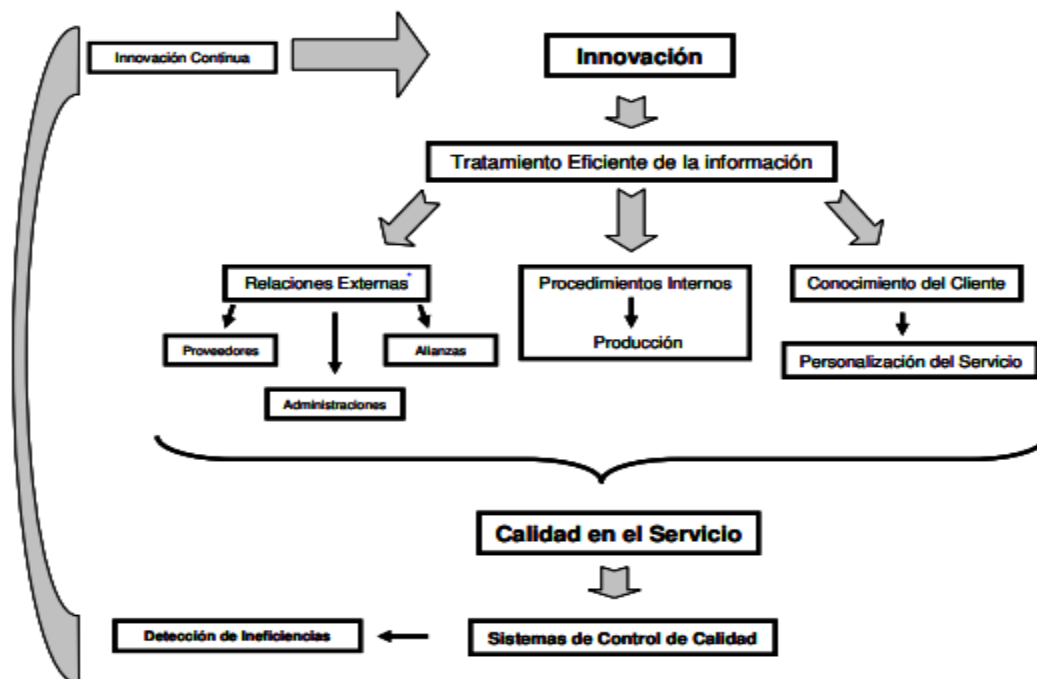 Innovación Continua
Innovación
Tratamiento Eficiente de la información
Relaciones Externas*
Procedimientos Internos
Conocimiento del Cliente
Proveedores
Alianzas
Producción
Personalización del Servicio
Administraciones
Calidad en el Servicio
Detección de Ineficiencias
Sistemas de Control de Calidad